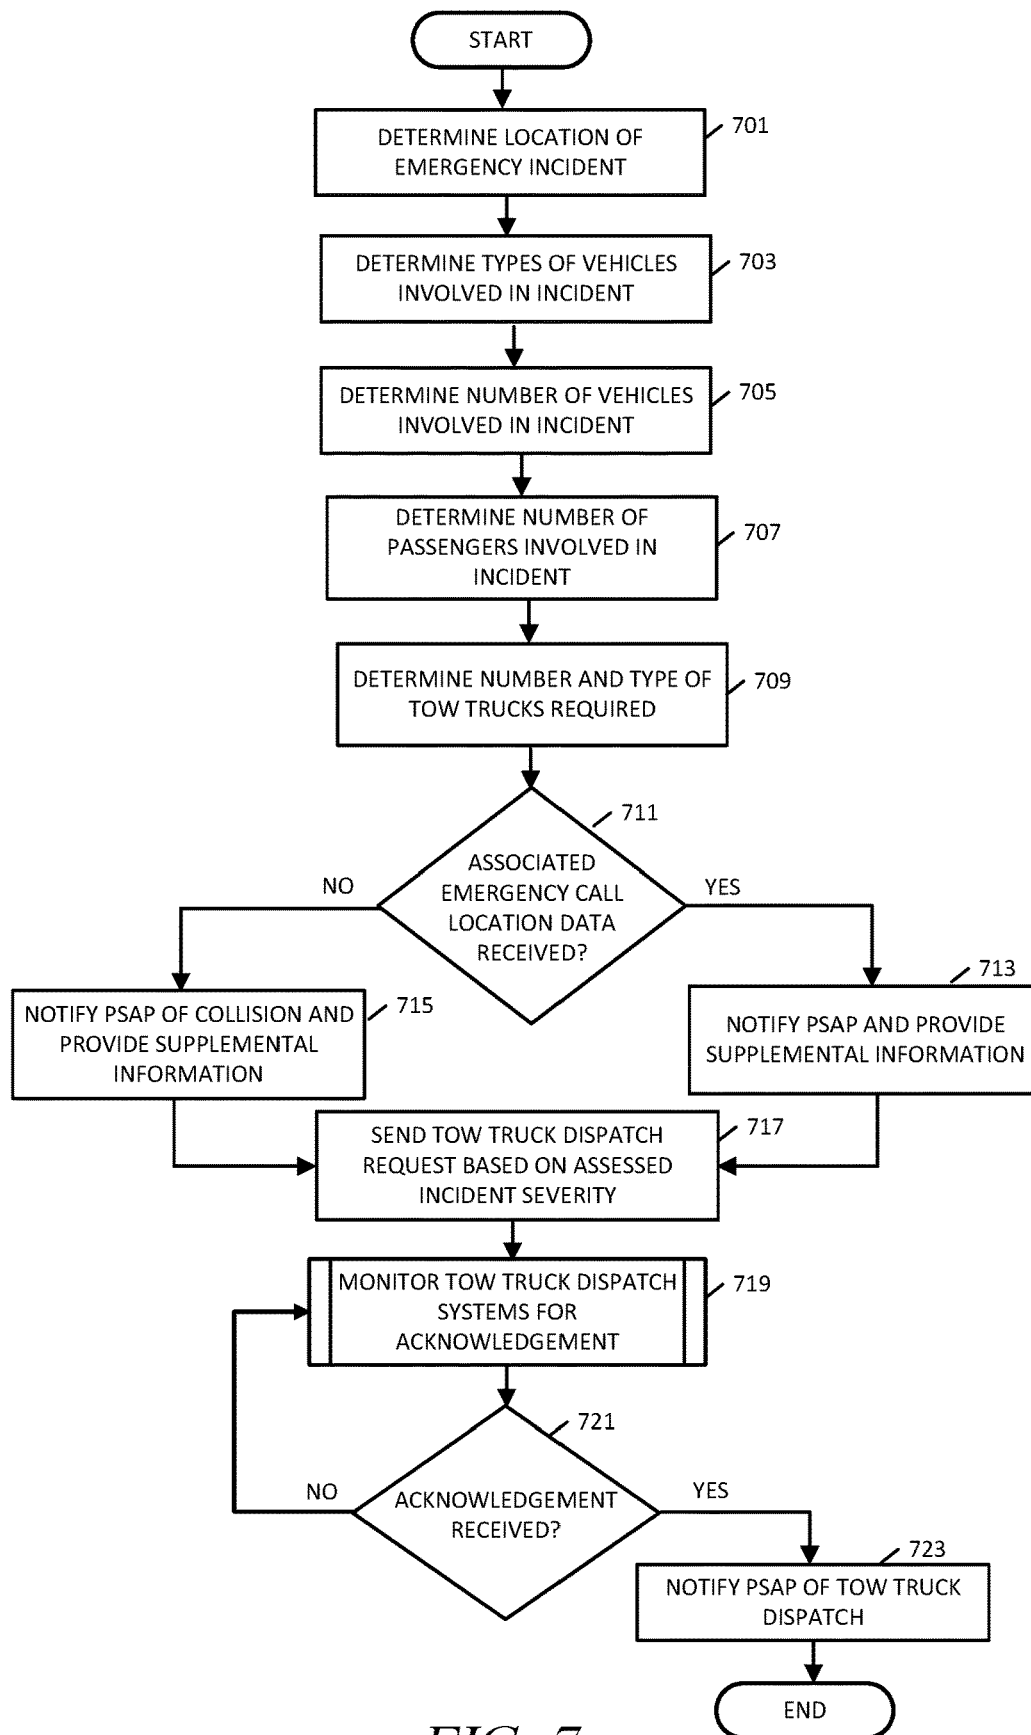 START
DETERMINE LOCATION OF
EMERGENCY INCIDENT
701
DETERMINE TYPES OF VEHICLES
INVOLVED IN INCIDENT
703
DETERMINE NUMBER OF VEHICLES
INVOLVED IN INCIDENT
705
DETERMINE NUMBER OF
PASSENGERS INVOLVED IN
INCIDENT
707
DETERMINE NUMBER AND TYPE OF
TOW TRUCKS REQUIRED
709
711
ASSOCIATED
EMERGENCY CALL
LOCATION DATA
RECEIVED?
NO
YES
NOTIFY PSAP OF COLLISION AND
PROVIDE SUPPLEMENTAL
INFORMATION
715
713
NOTIFY PSAP AND PROVIDE
SUPPLEMENTAL INFORMATION
SEND TOW TRUCK DISPATCH
REQUEST BASED ON ASSESSED
INCIDENT SEVERITY
717
MONITOR TOW TRUCK DISPATCH
SYSTEMS FOR
ACKNOWLEDGEMENT
719
721
ACKNOWLEDGEMENT
RECEIVED?
NO
YES
723
NOTIFY PSAP OF TOW TRUCK
DISPATCH
END
FIG. 7